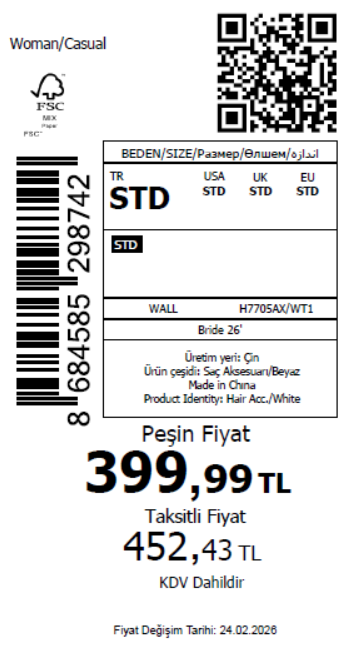 Woman/Casual
FSC
MIX
Paper
FSC™
BEDEN/SIZE/Размер/Өлшем/اندازه
TR USA UK EU
STD STD STD STD
STD
WALL H7705AX/WT1
Bride 26'
Üretim yeri: Çin
Ürün çeşidi: Saç Aksesuarı/Beyaz
Made in China
Product Identity: Hair Acc./White
8 684585 298742
Peşin Fiyat
399,99 TL
Taksitli Fiyat
452,43 TL
KDV Dahildir
Fiyat Değişim Tarihi: 24.02.2026